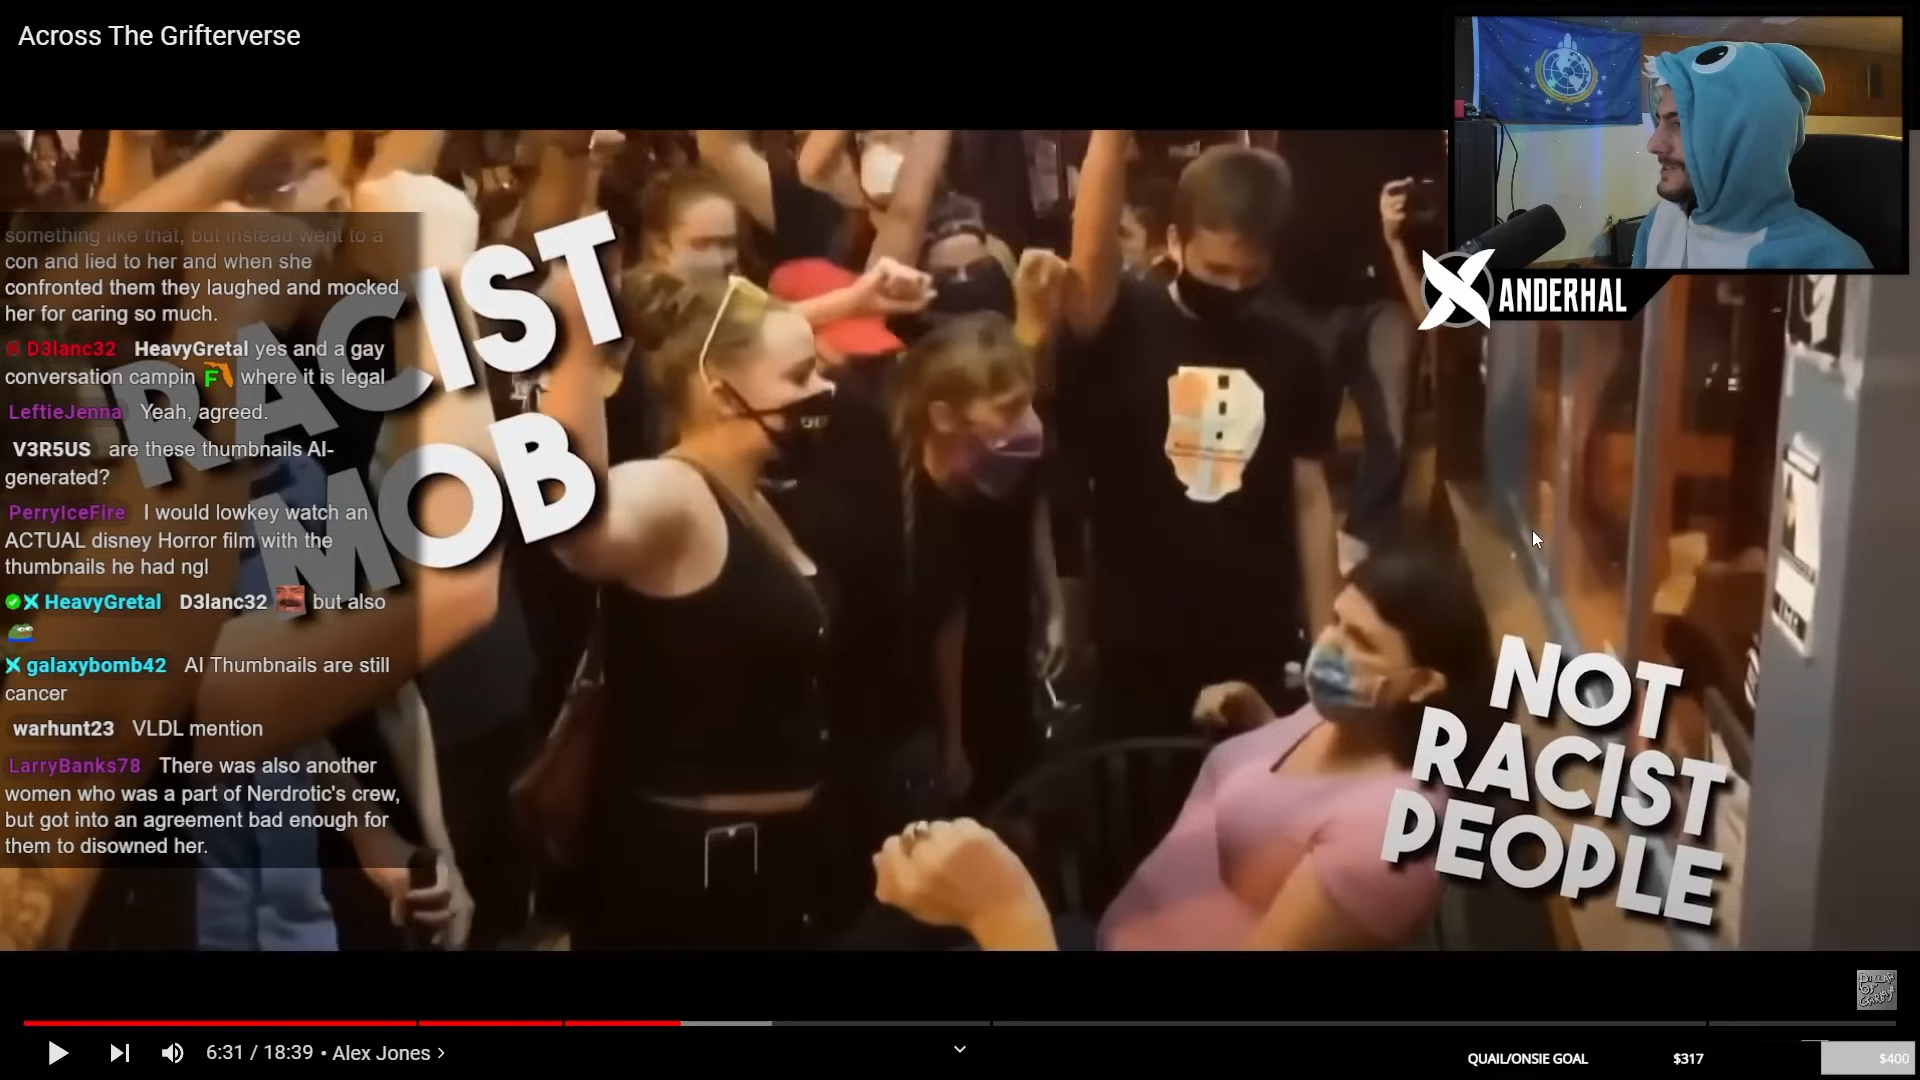 Across The Grifterverse
something like that, but instead went to a
con and lied to her and when she
confronted them they laughed and mocked
her for caring so much.
D3lanc32 HeavyGretal yes and a gay
conversation campin F where it is legal
LeftieJenna Yeah, agreed.
V3R5US are these thumbnails AI-
generated?
PerryIceFire I would lowkey watch an
ACTUAL disney Horror film with the
thumbnails he had ngl
HeavyGretal D3lanc32 but also
galaxybomb42 AI Thumbnails are still
cancer
warhunt23 VLDL mention
LarryBanks78 There was also another
women who was a part of Nerdrotic's crew,
but got into an agreement bad enough for
them to disowned her.
RACIST
MOB
XANDERHAL
NOT
RACIST
PEOPLE
PILLAR
OF
GARBAGE
6:31 / 18:39 • Alex Jones ›
QUAIL/ONSIE GOAL $317 $400